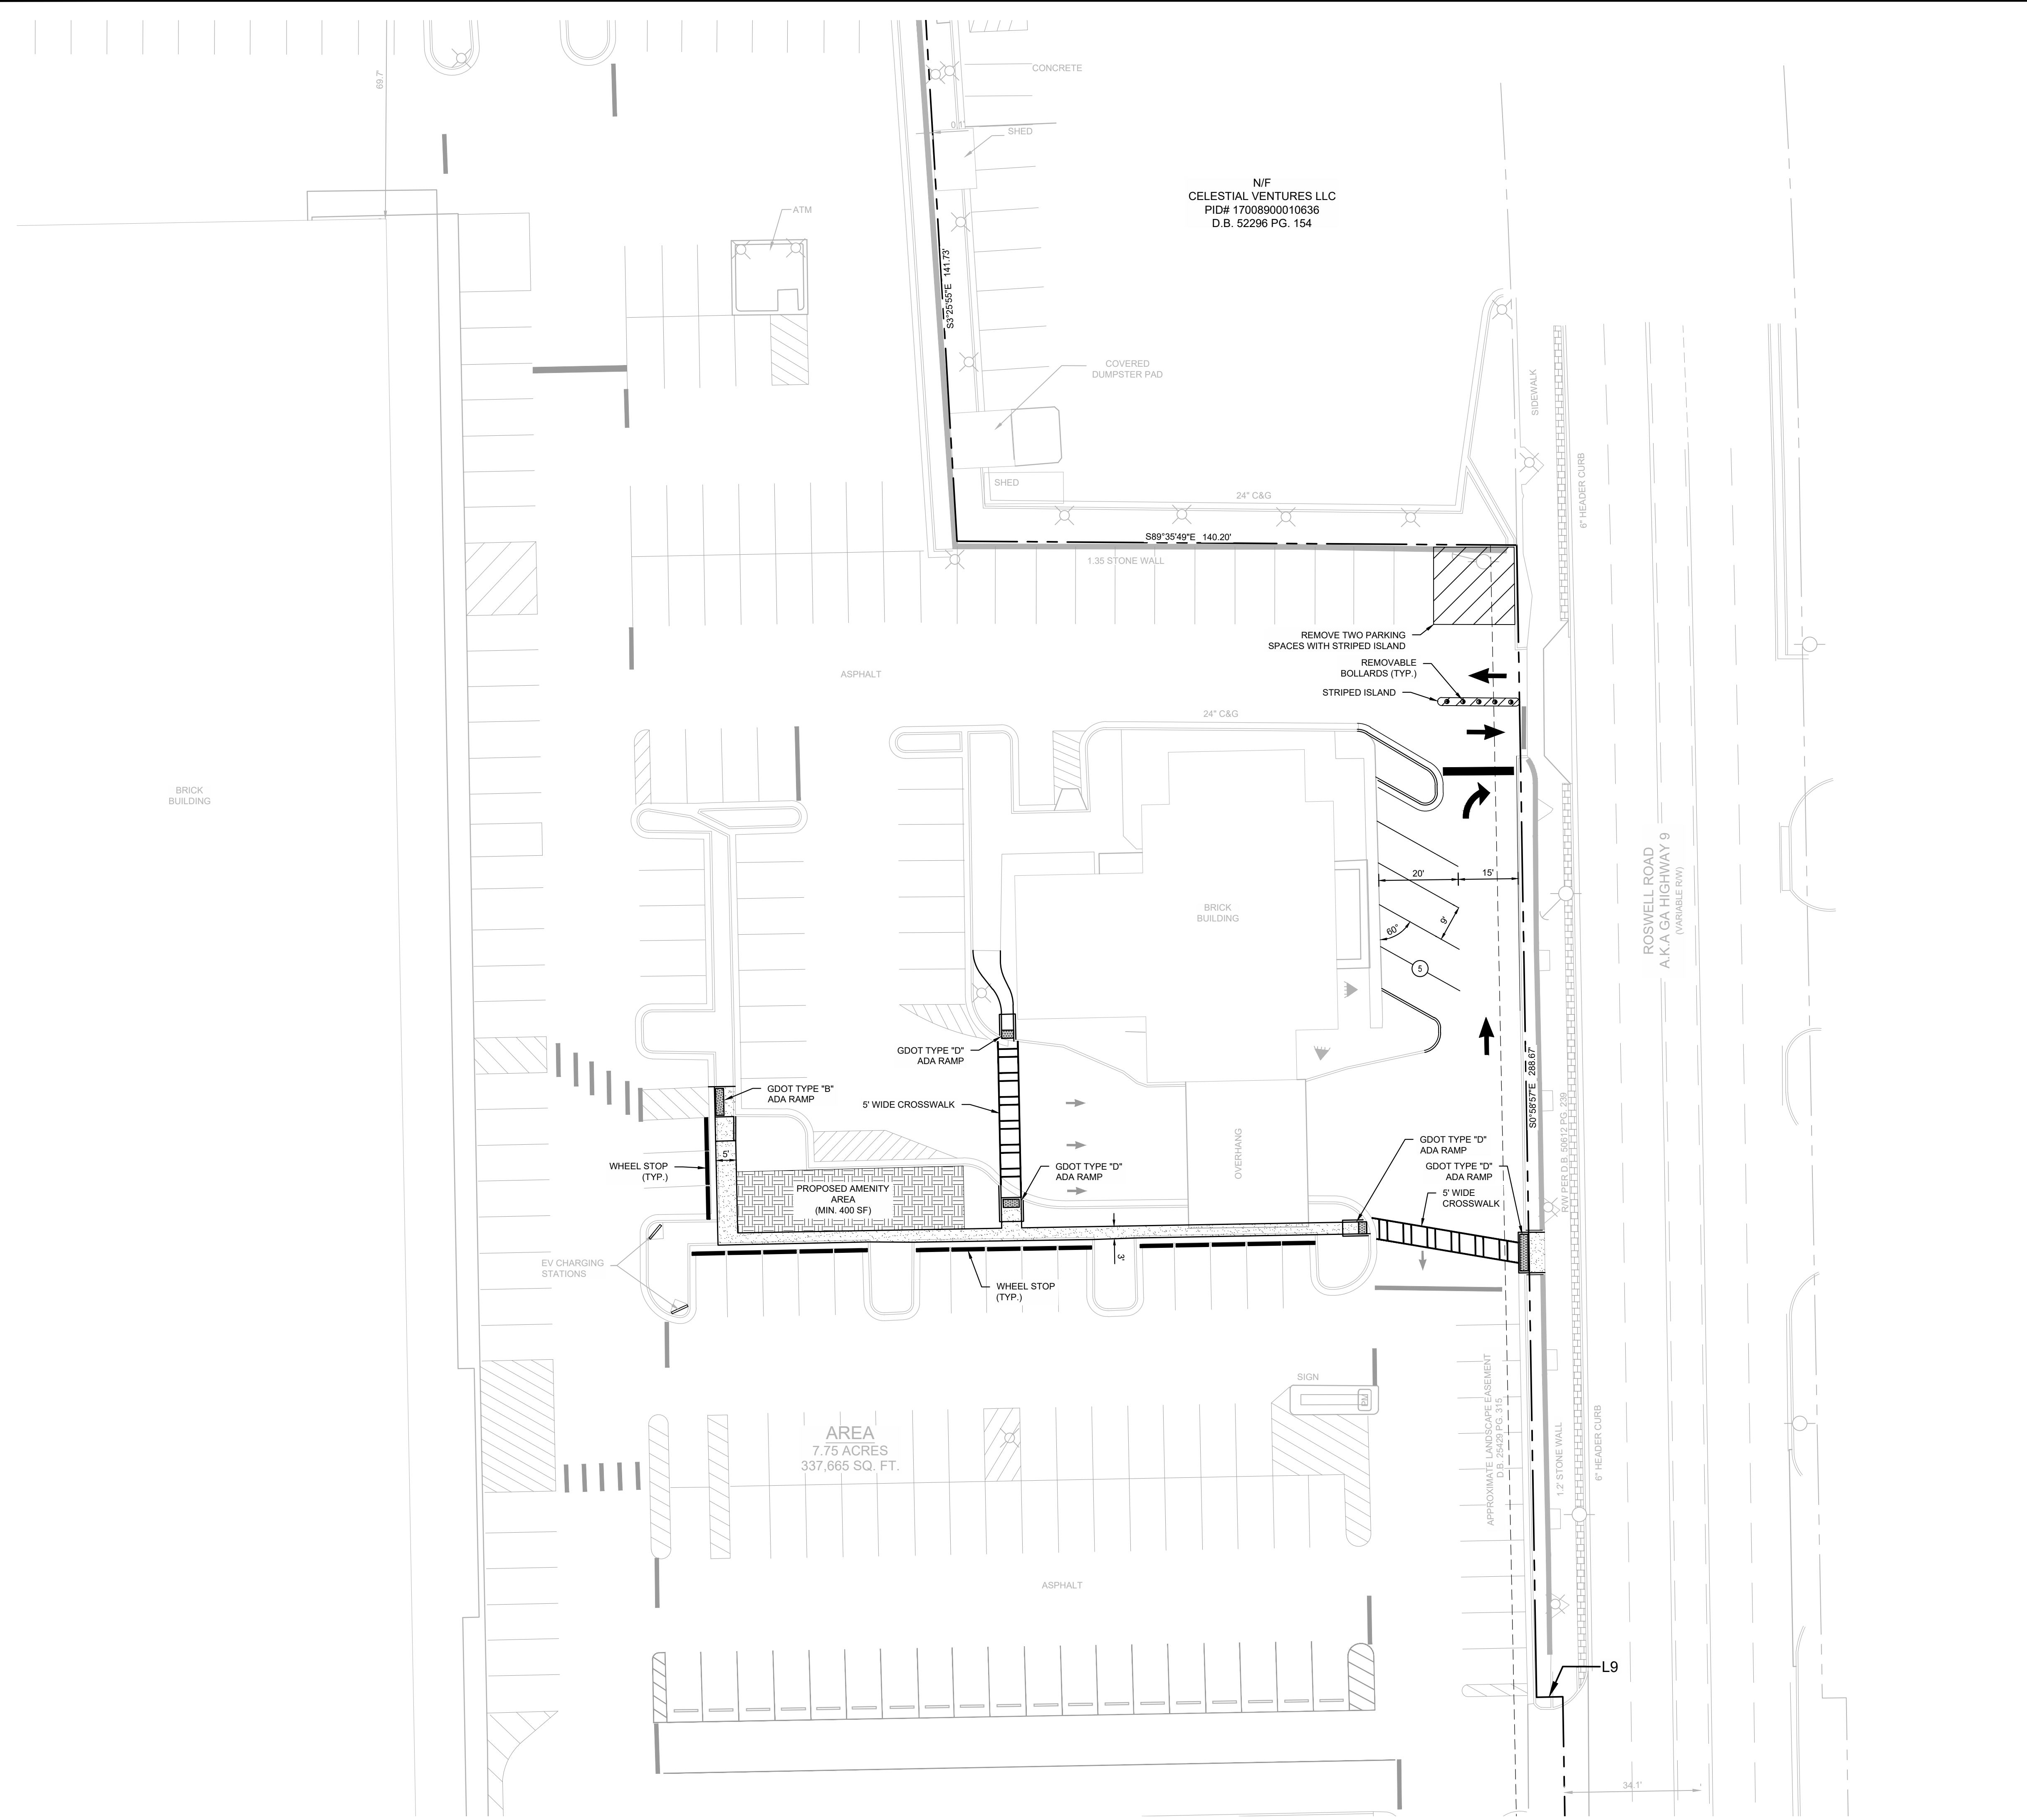 69.7'
CONCRETE
0.1'
SHED
N/F
CELESTIAL VENTURES LLC
PID# 17008900010636
D.B. 52296 PG. 154
ATM
S3°25'55"E 141.73'
COVERED
DUMPSTER PAD
SIDEWALK
SHED
24" C&G
6" HEADER CURB
S89°35'49"E 140.20'
1.35 STONE WALL
REMOVE TWO PARKING
SPACES WITH STRIPED ISLAND
REMOVABLE
BOLLARDS (TYP.)
ASPHALT
STRIPED ISLAND
24" C&G
BRICK
BUILDING
ROSWELL ROAD
A.K.A GA HIGHWAY 9
(VARIABLE R/W)
20'
15'
BRICK
BUILDING
9'
60°
5
GDOT TYPE "D"
ADA RAMP
S0°58'57"E 288.67'
GDOT TYPE "B"
ADA RAMP
5' WIDE CROSSWALK
R/W PER D.B. 50612 PG. 239
OVERHANG
GDOT TYPE "D"
ADA RAMP
5'
WHEEL STOP
(TYP.)
GDOT TYPE "D"
ADA RAMP
GDOT TYPE "D"
ADA RAMP
PROPOSED AMENITY
AREA
(MIN. 400 SF)
5' WIDE
CROSSWALK
3'
EV CHARGING
STATIONS
WHEEL STOP
(TYP.)
SIGN
PM
APPROXIMATE LANDSCAPE EASEMENT
D.B. 25429 PG. 315
AREA
7.75 ACRES
337,665 SQ. FT.
1.2' STONE WALL
6" HEADER CURB
ASPHALT
L9
34.1'